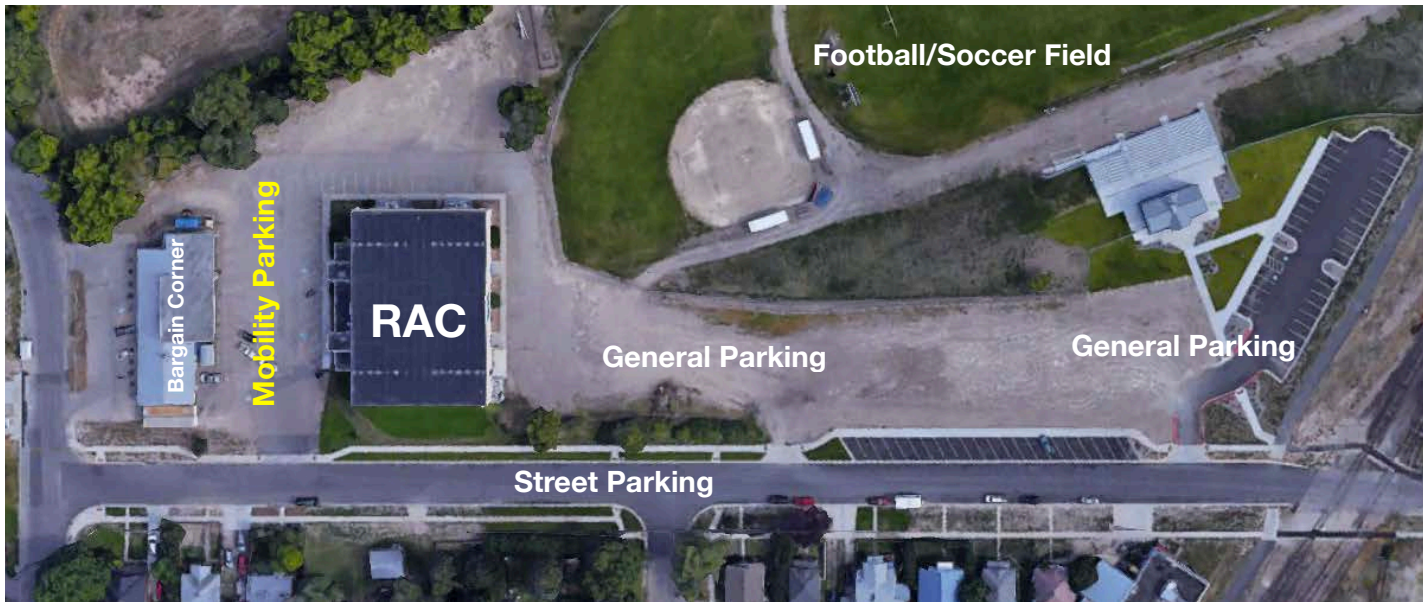 Football/Soccer Field
Mobility Parking
Bargain Corner
RAC
General Parking
General Parking
Street Parking